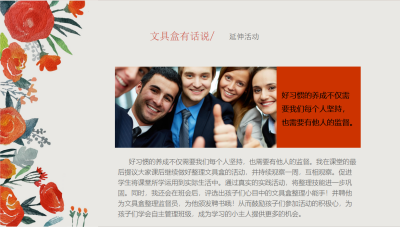 文具盒有话说/ 延伸活动
好习惯的养成不仅需
要我们每个人坚持，
也需要有他人的监督。
好习惯的养成不仅需要我们每个人坚持，也需要有他人的监督。我在课堂的最
后提议大家课后继续做好整理文具盒的活动，并持续观察一周，互相观察。促进
学生将课堂所学运用到实际生活中。通过真实的实践活动，将整理技能进一步巩
固。同时，我还会在班会后，评选出孩子们心目中的文具盒整理小能手！并聘他
为文具盒整理监督员，为他颁发聘书哦！从而鼓励孩子们参加活动的积极心，为
孩子们学会自主管理班级，成为学习的小主人提供更多的机会。